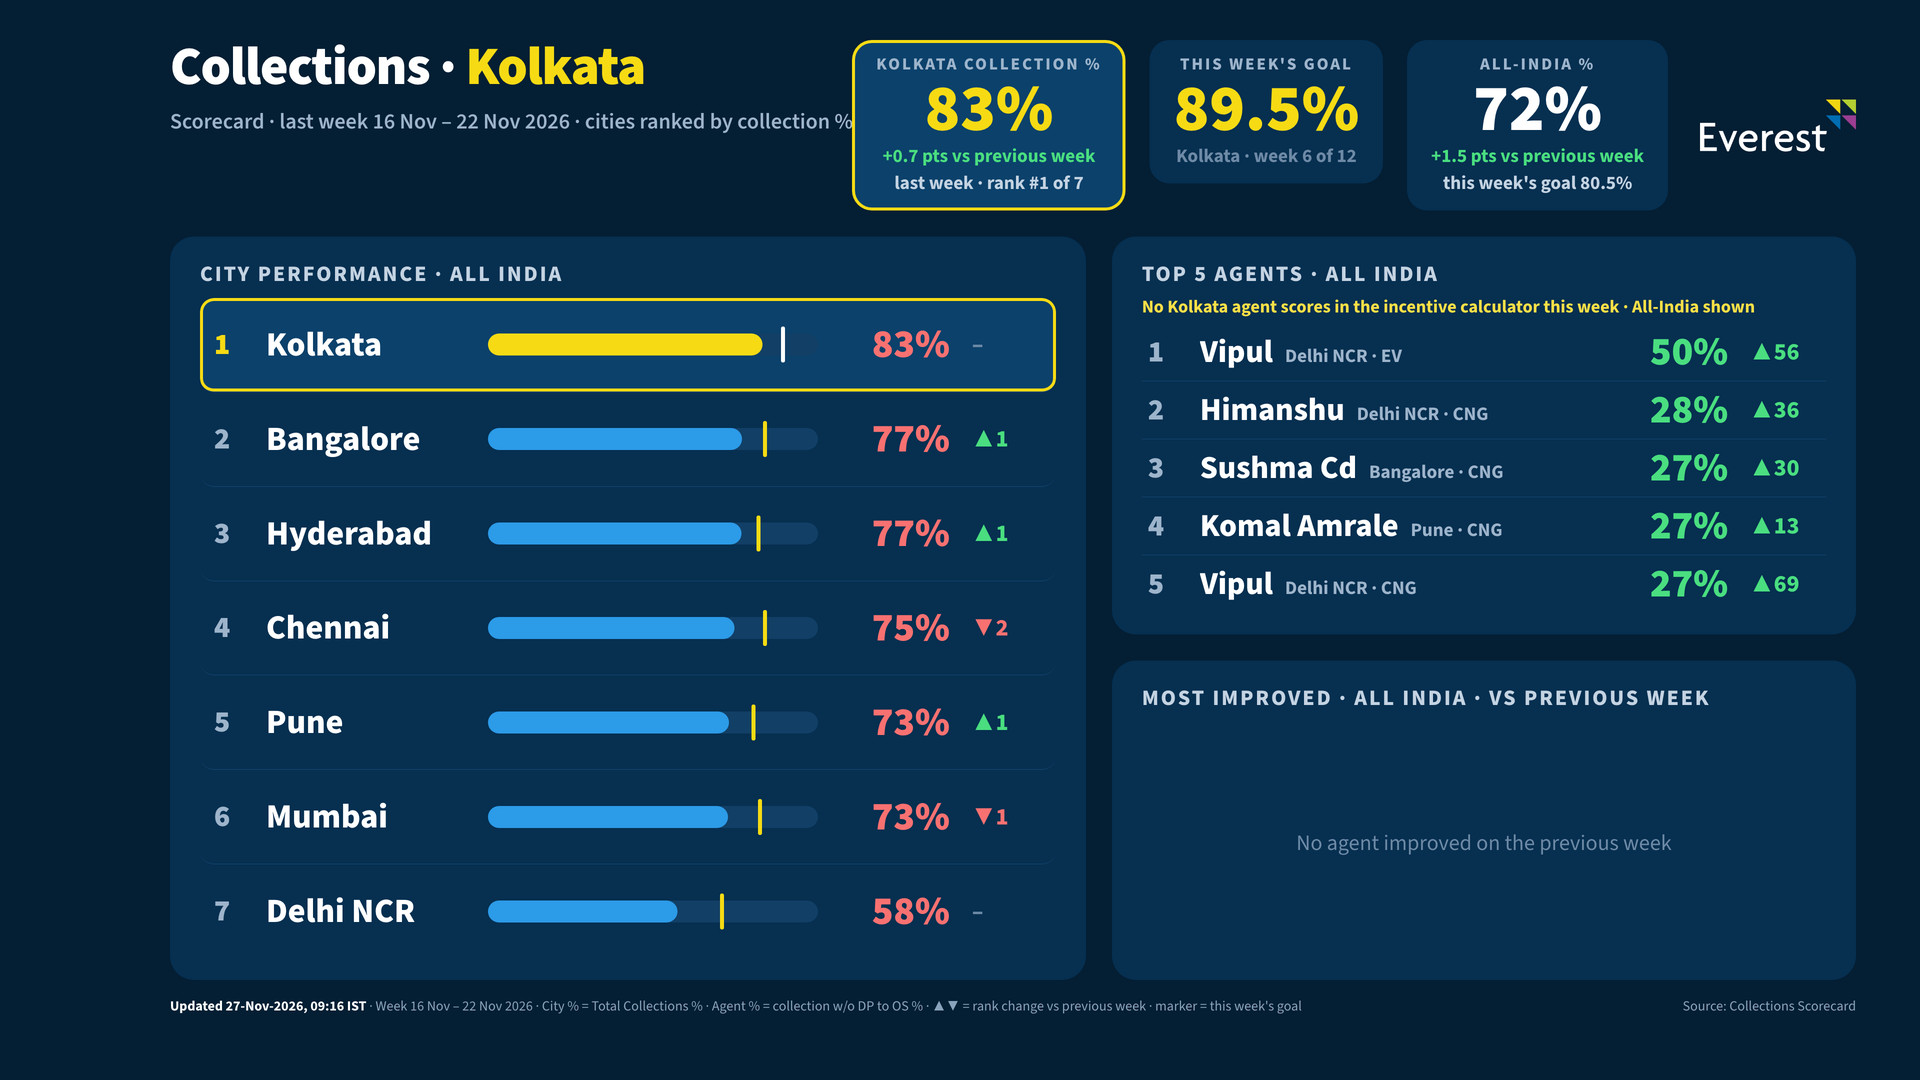 Collections · Kolkata
Scorecard · last week 16 Nov – 22 Nov 2026 · cities ranked by collection %
KOLKATA COLLECTION %
83%
+0.7 pts vs previous week
last week · rank #1 of 7
THIS WEEK'S GOAL
89.5%
Kolkata · week 6 of 12
ALL-INDIA %
72%
+1.5 pts vs previous week
this week's goal 80.5%
Everest
CITY PERFORMANCE · ALL INDIA
1 Kolkata 83% –
2 Bangalore 77% ▲1
3 Hyderabad 77% ▲1
4 Chennai 75% ▼2
5 Pune 73% ▲1
6 Mumbai 73% ▼1
7 Delhi NCR 58% –
TOP 5 AGENTS · ALL INDIA
No Kolkata agent scores in the incentive calculator this week · All-India shown
1 Vipul Delhi NCR · EV 50% ▲56
2 Himanshu Delhi NCR · CNG 28% ▲36
3 Sushma Cd Bangalore · CNG 27% ▲30
4 Komal Amrale Pune · CNG 27% ▲13
5 Vipul Delhi NCR · CNG 27% ▲69
MOST IMPROVED · ALL INDIA · VS PREVIOUS WEEK
No agent improved on the previous week
Updated 27-Nov-2026, 09:16 IST · Week 16 Nov – 22 Nov 2026 · City % = Total Collections % · Agent % = collection w/o DP to OS % · ▲▼ = rank change vs previous week · marker = this week's goal
Source: Collections Scorecard